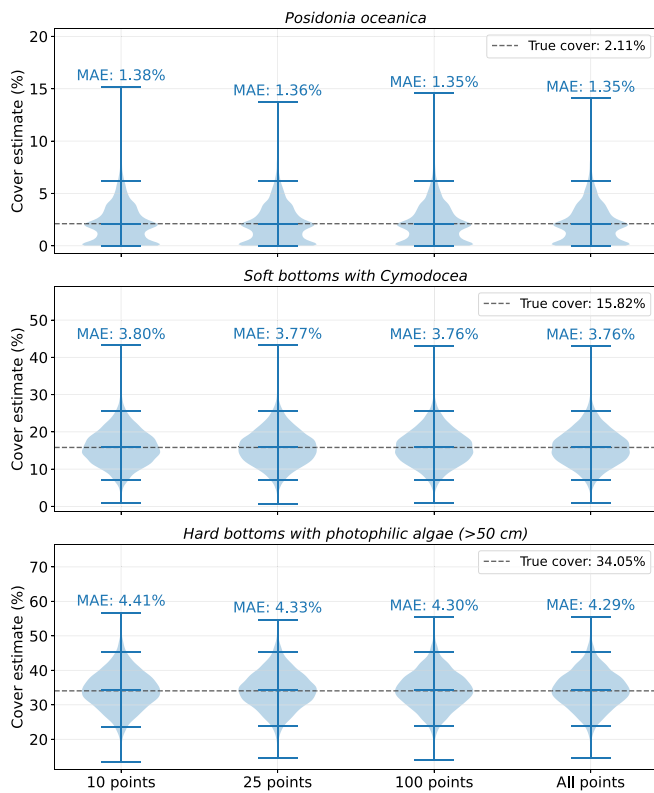 Posidonia oceanica
20
15
10
5
0
Cover estimate (%)
True cover: 2.11%
MAE: 1.38%
MAE: 1.36%
MAE: 1.35%
MAE: 1.35%
Soft bottoms with Cymodocea
50
40
30
20
10
0
Cover estimate (%)
True cover: 15.82%
MAE: 3.80%
MAE: 3.77%
MAE: 3.76%
MAE: 3.76%
Hard bottoms with photophilic algae (>50 cm)
70
60
50
40
30
20
Cover estimate (%)
True cover: 34.05%
MAE: 4.41%
MAE: 4.33%
MAE: 4.30%
MAE: 4.29%
10 points
25 points
100 points
All points